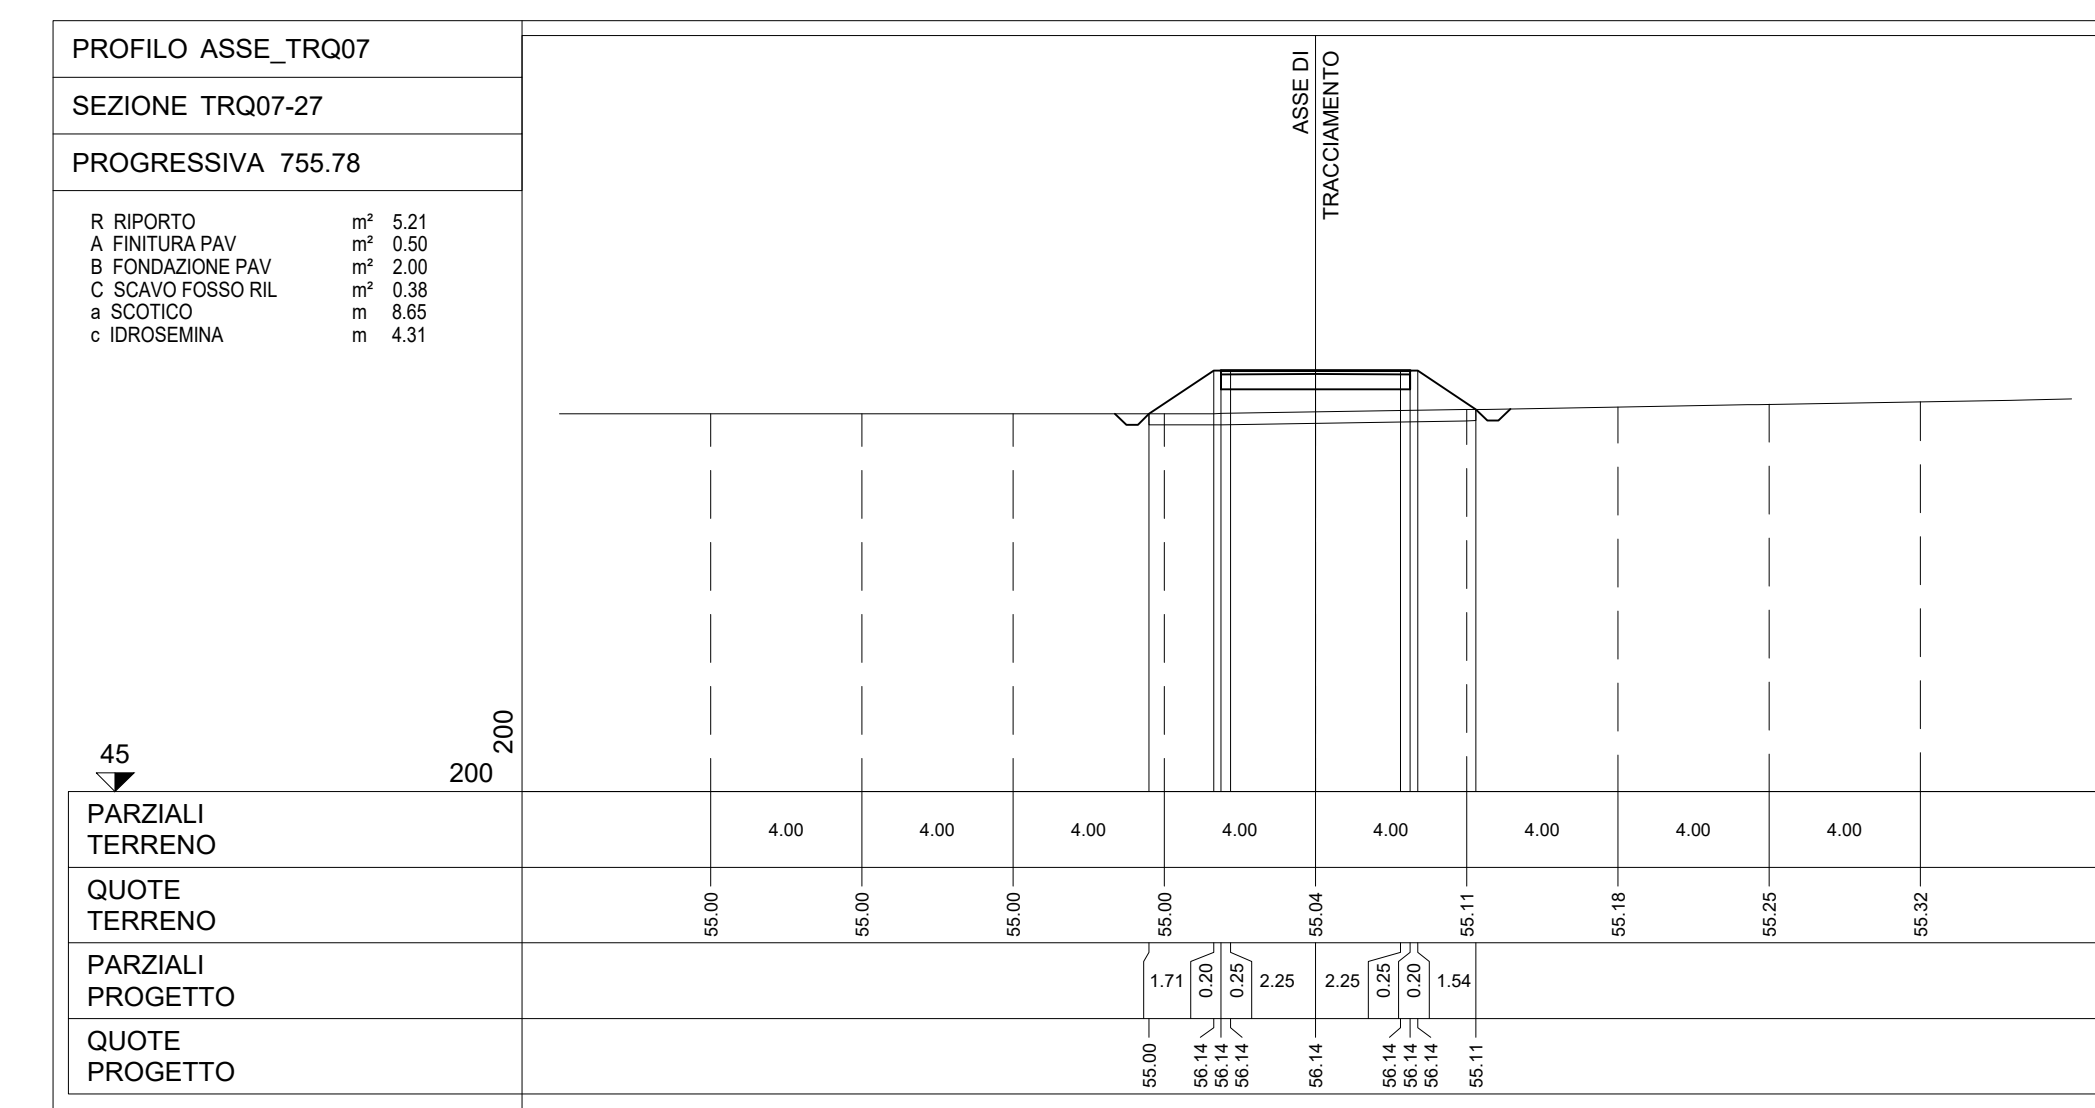 PROFILO ASSE_TRQ07
SEZIONE TRQ07-27
PROGRESSIVA 755.78
R RIPORTO m² 5.21
A FINITURA PAV m² 0.50
B FONDAZIONE PAV m² 2.00
C SCAVO FOSSO RIL m² 0.38
a SCOTICO m 8.65
c IDROSEMINA m 4.31
ASSE DI
TRACCIAMENTO
200
45
200
PARZIALI
TERRENO
4.00 4.00 4.00 4.00 4.00 4.00 4.00 4.00
QUOTE
TERRENO
55.00 55.00 55.00 55.00 55.04 55.11 55.18 55.25 55.32
PARZIALI
PROGETTO
1.71 0.20 0.25 2.25 2.25 0.25 0.20 1.54
QUOTE
PROGETTO
55.00 56.14 56.14 56.14 56.14 56.14 56.14 56.14 55.11